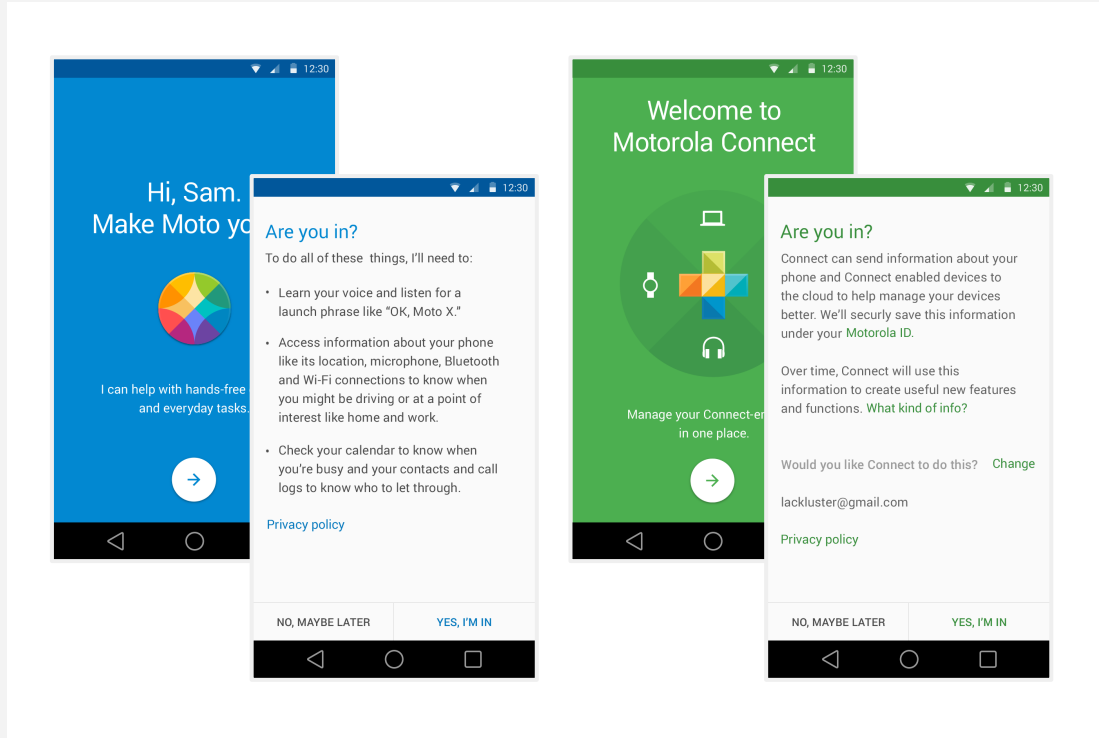 12:30
Hi, Sam.
Make Moto
I can help with hands-free
and everyday tasks.
12:30
Are you in?
To do all of these things, I'll need to:
• Learn your voice and listen for a
launch phrase like “OK, Moto X.”
• Access information about your phone
like its location, microphone, Bluetooth
and Wi-Fi connections to know when
you might be driving or at a point of
interest like home and work.
• Check your calendar to know when
you're busy and your contacts and call
logs to know who to let through.
Privacy policy
NO, MAYBE LATER
YES, I'M IN
12:30
Welcome to
Motorola Connect
Manage your
in one place.
12:30
Are you in?
Connect can send information about your
phone and Connect enabled devices to
the cloud to help manage your devices
better. We'll securly save this information
under your Motorola ID.
Over time, Connect will use this
information to create useful new features
and functions. What kind of info?
Would you like Connect to do this? Change
lackluster@gmail.com
Privacy policy
NO, MAYBE LATER
YES, I'M IN